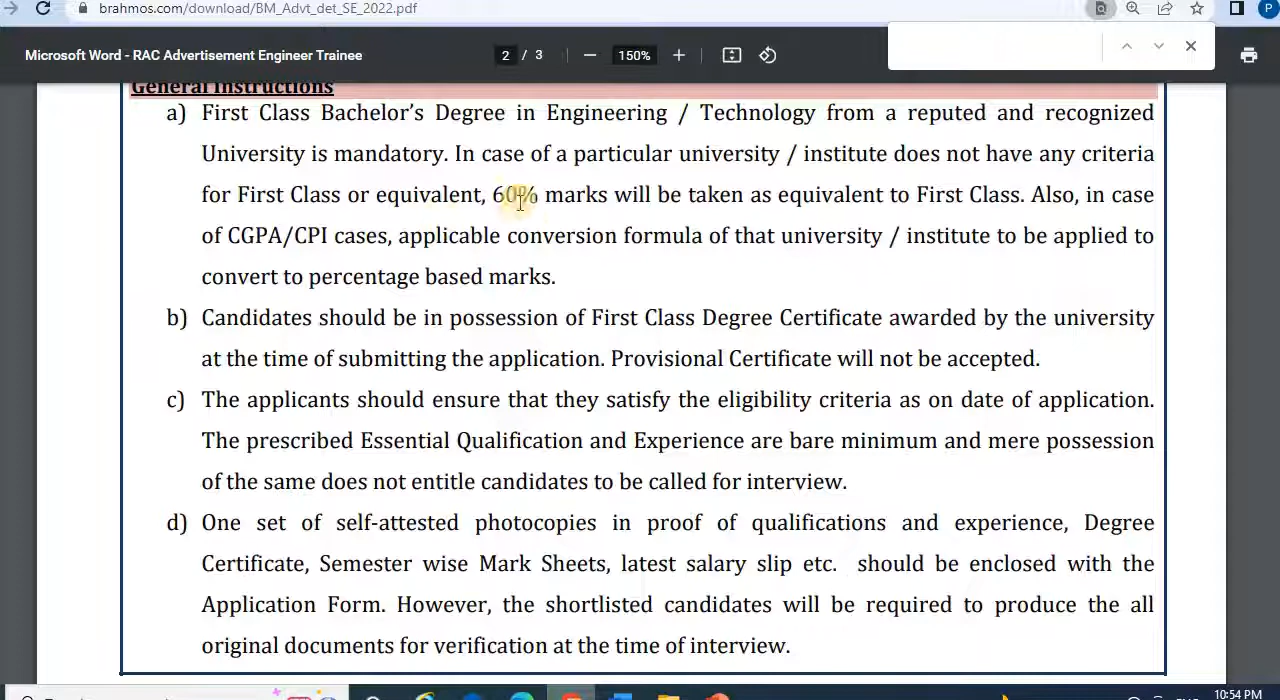 brahmos.com/download/BM_Advt_det_SE_2022.pdf
P
Microsoft Word - RAC Advertisement Engineer Trainee
2 / 3
150%
General Instructions
a) First Class Bachelor's Degree in Engineering / Technology from a reputed and recognized
University is mandatory. In case of a particular university / institute does not have any criteria
for First Class or equivalent, 60% marks will be taken as equivalent to First Class. Also, in case
of CGPA/CPI cases, applicable conversion formula of that university / institute to be applied to
convert to percentage based marks.
b) Candidates should be in possession of First Class Degree Certificate awarded by the university
at the time of submitting the application. Provisional Certificate will not be accepted.
c) The applicants should ensure that they satisfy the eligibility criteria as on date of application.
The prescribed Essential Qualification and Experience are bare minimum and mere possession
of the same does not entitle candidates to be called for interview.
d) One set of self-attested photocopies in proof of qualifications and experience, Degree
Certificate, Semester wise Mark Sheets, latest salary slip etc. should be enclosed with the
Application Form. However, the shortlisted candidates will be required to produce the all
original documents for verification at the time of interview.
10:54 PM